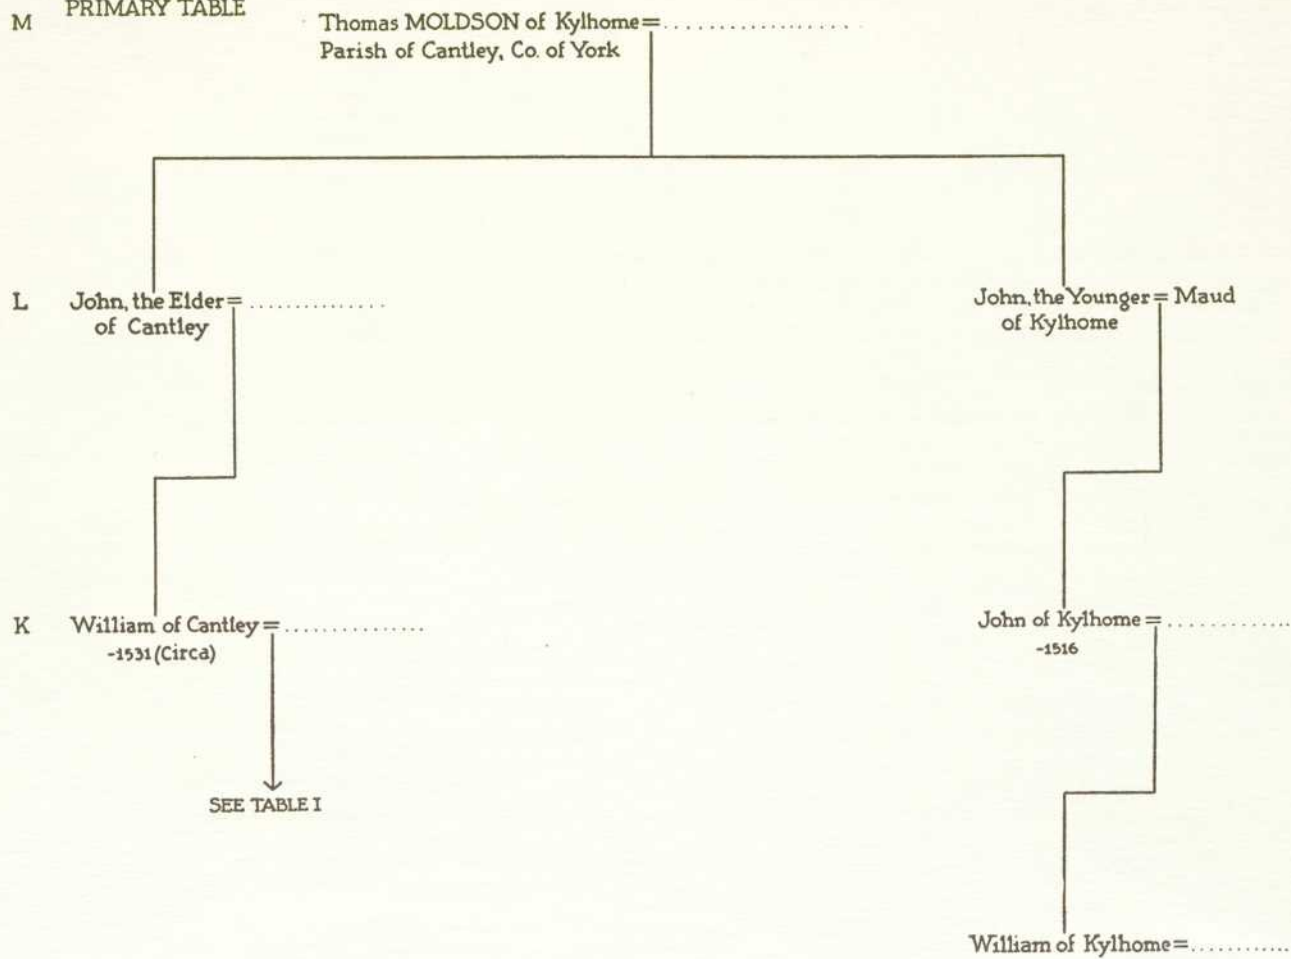 PRIMARY TABLE
M Thomas MOLDSON of Kylhome=..................
Parish of Cantley, Co. of York
L John, the Elder=..............
of Cantley
John, the Younger= Maud
of Kylhome
K William of Cantley=..............
-1531 (Circa)
John of Kylhome=............
-1516
SEE TABLE I
William of Kylhome=............